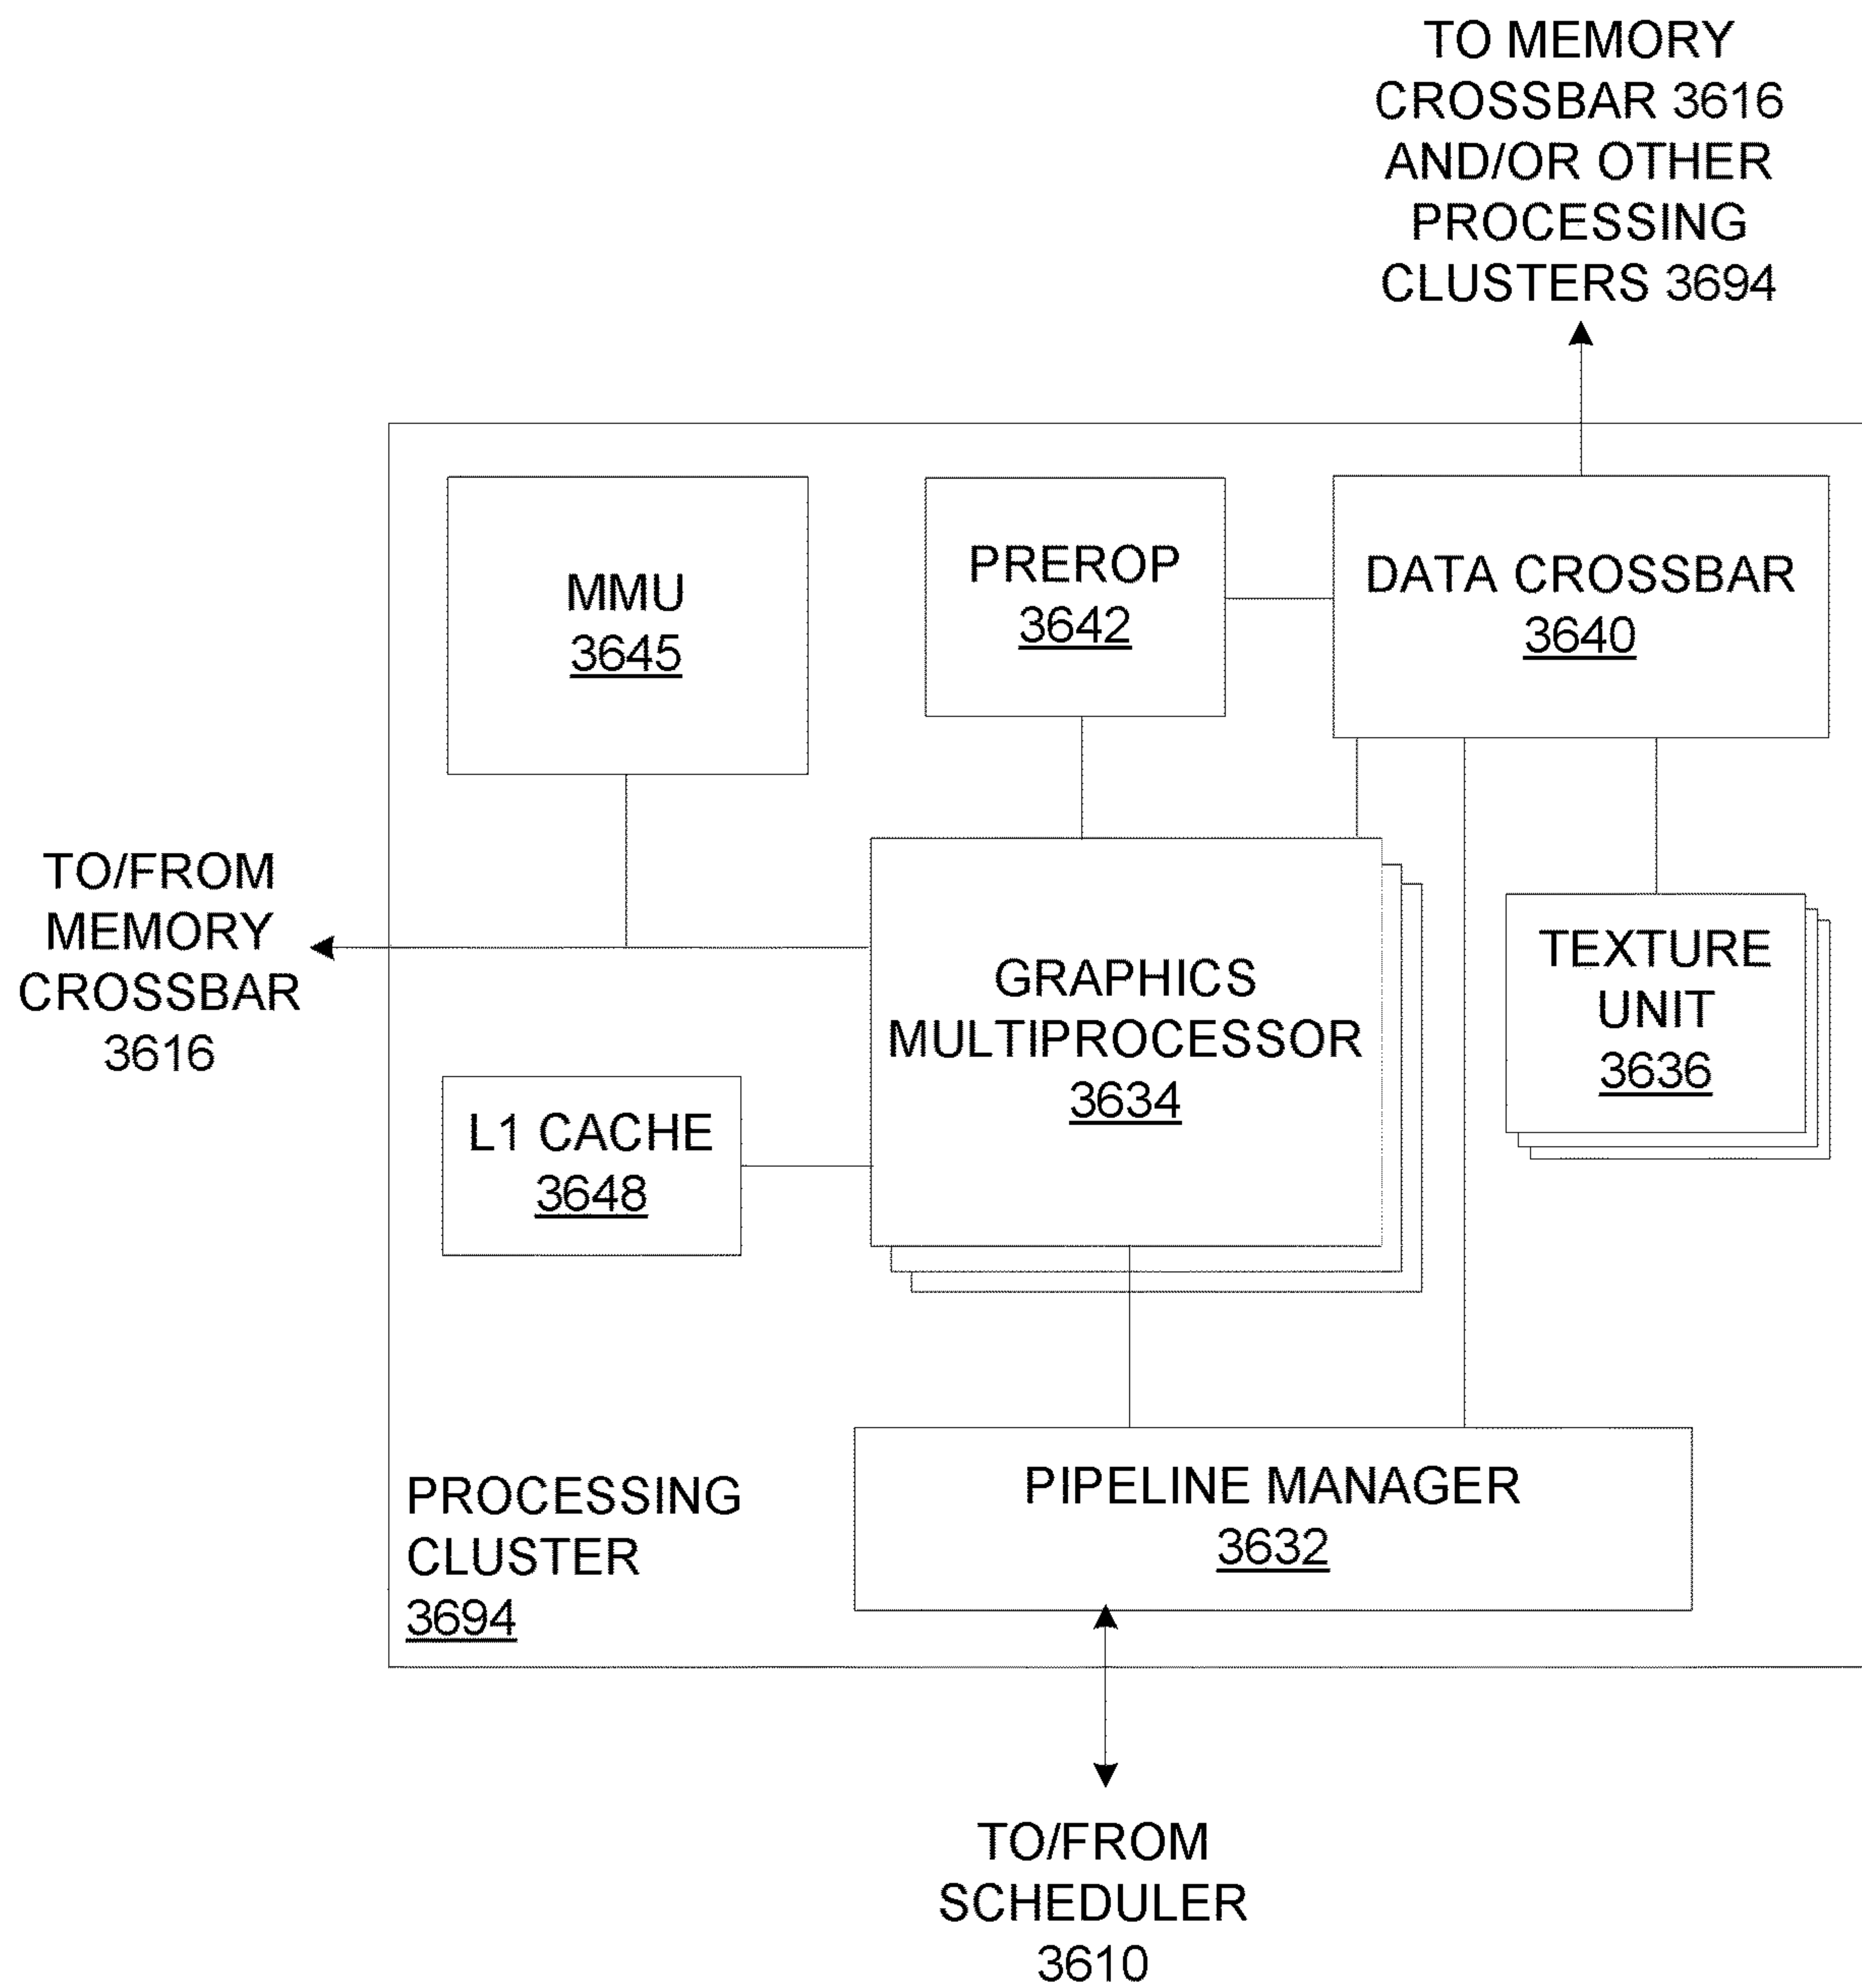 TO MEMORY
CROSSBAR 3616
AND/OR OTHER
PROCESSING
CLUSTERS 3694
MMU
3645
PREROP
3642
DATA CROSSBAR
3640
TO/FROM
MEMORY
CROSSBAR
3616
GRAPHICS
MULTIPROCESSOR
3634
TEXTURE
UNIT
3636
L1 CACHE
3648
PROCESSING
CLUSTER
3694
PIPELINE MANAGER
3632
TO/FROM
SCHEDULER
3610